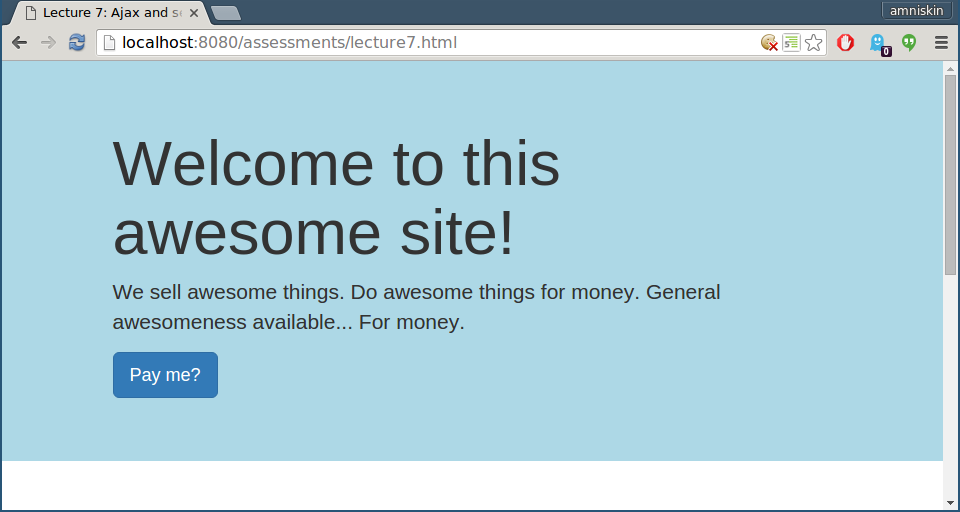 Lecture 7: Ajax and s
amniskin
localhost:8080/assessments/lecture7.html
0
Welcome to this
awesome site!
We sell awesome things. Do awesome things for money. General
awesomeness available... For money.
Pay me?